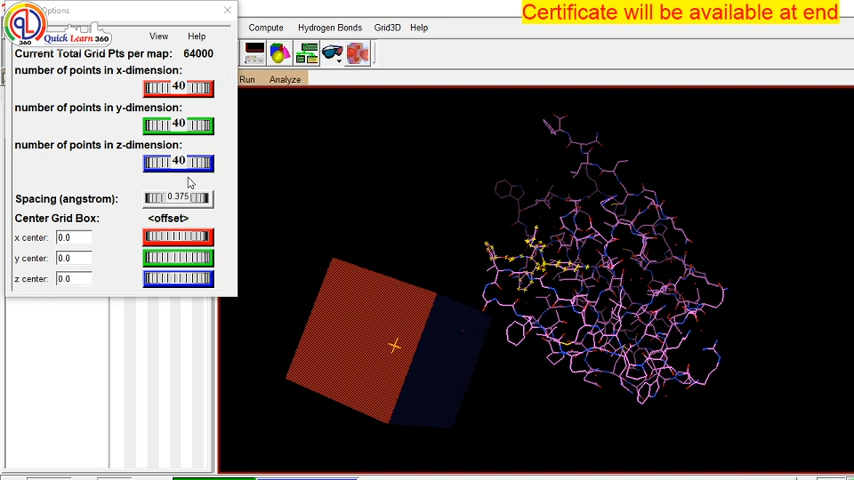 Certificate will be available at end
Options
QL
360
Quick Learn 360
View Help
Compute Hydrogen Bonds Grid3D Help
Current Total Grid Pts per map: 64000
number of points in x-dimension:
40
Run Analyze
number of points in y-dimension:
40
number of points in z-dimension:
40
Spacing (angstrom): 0.375
Center Grid Box: <offset>
x center: 0.0
y center: 0.0
z center: 0.0